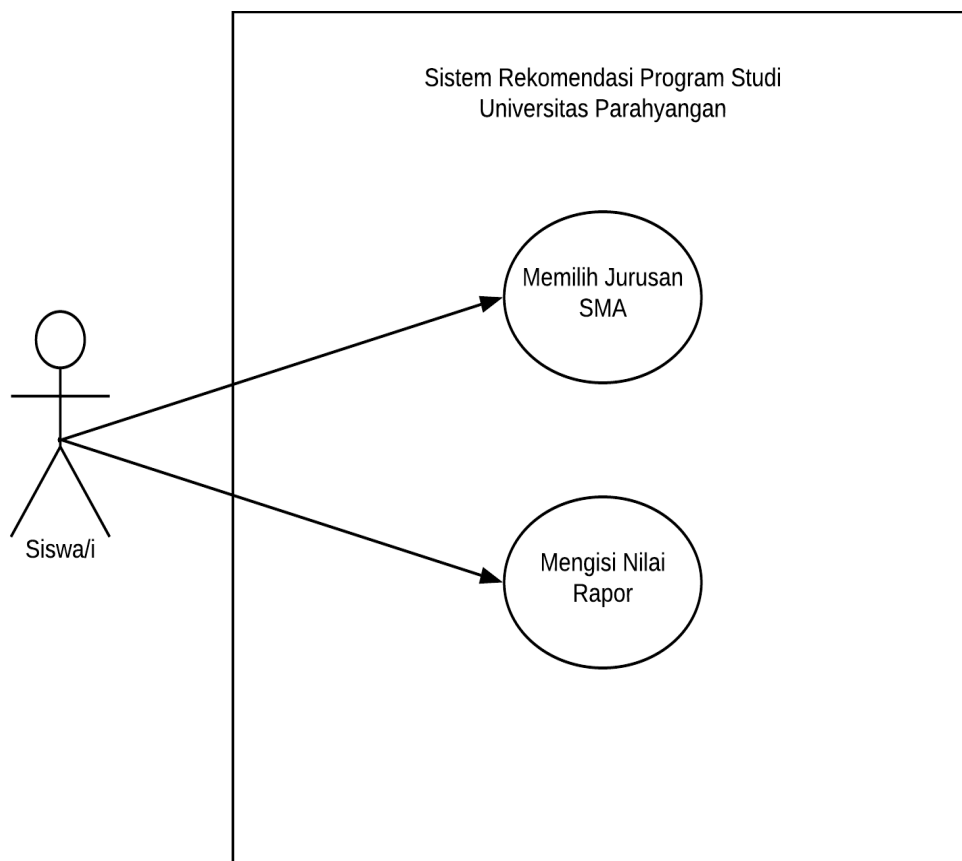 Sistem Rekomendasi Program Studi
Universitas Parahyangan
Memilih Jurusan
SMA
Siswa/i
Mengisi Nilai
Rapor